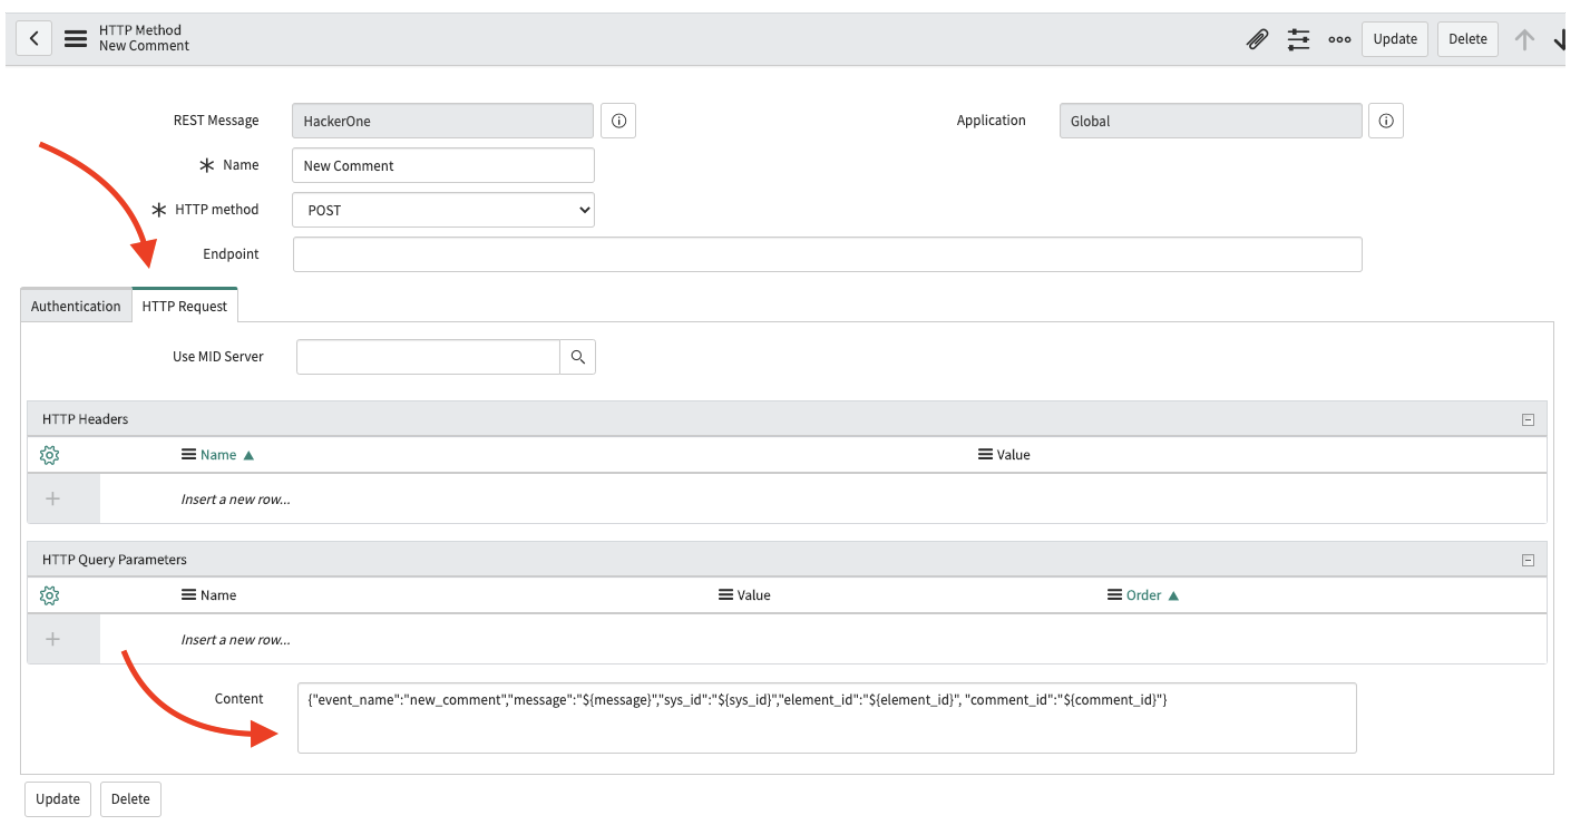 HTTP Method
New Comment
Update Delete
REST Message HackerOne Application Global
Name New Comment
HTTP method POST
Endpoint
Authentication HTTP Request
Use MID Server
HTTP Headers
Name Value
Insert a new row...
HTTP Query Parameters
Name Value Order
Insert a new row...
Content {"event_name":"new_comment","message":"${message}","sys_id":"${sys_id}","element_id":"${element_id}", "comment_id":"${comment_id}"}
Update Delete